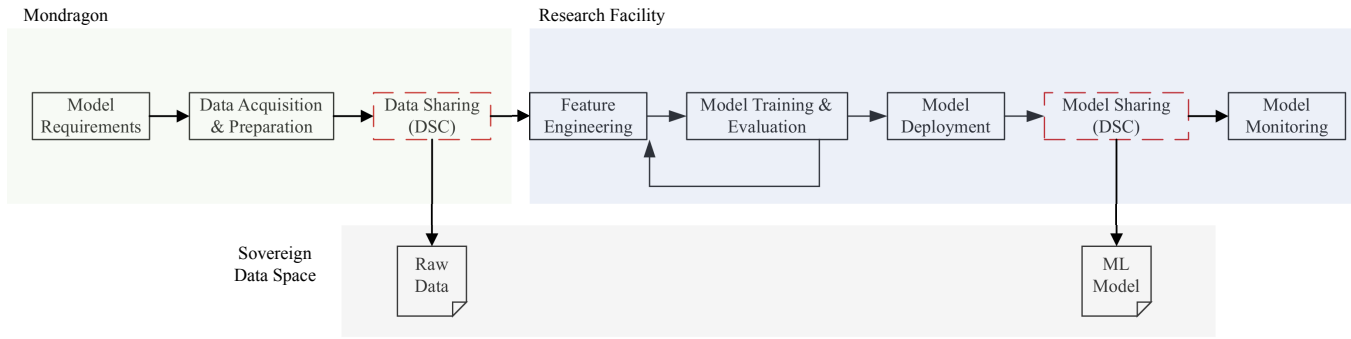 Mondragon
Research Facility
Model
Requirements
Data Acquisition
& Preparation
Data Sharing
(DSC)
Feature
Engineering
Model Training &
Evaluation
Model
Deployment
Model Sharing
(DSC)
Model
Monitoring
Sovereign
Data Space
Raw
Data
ML
Model